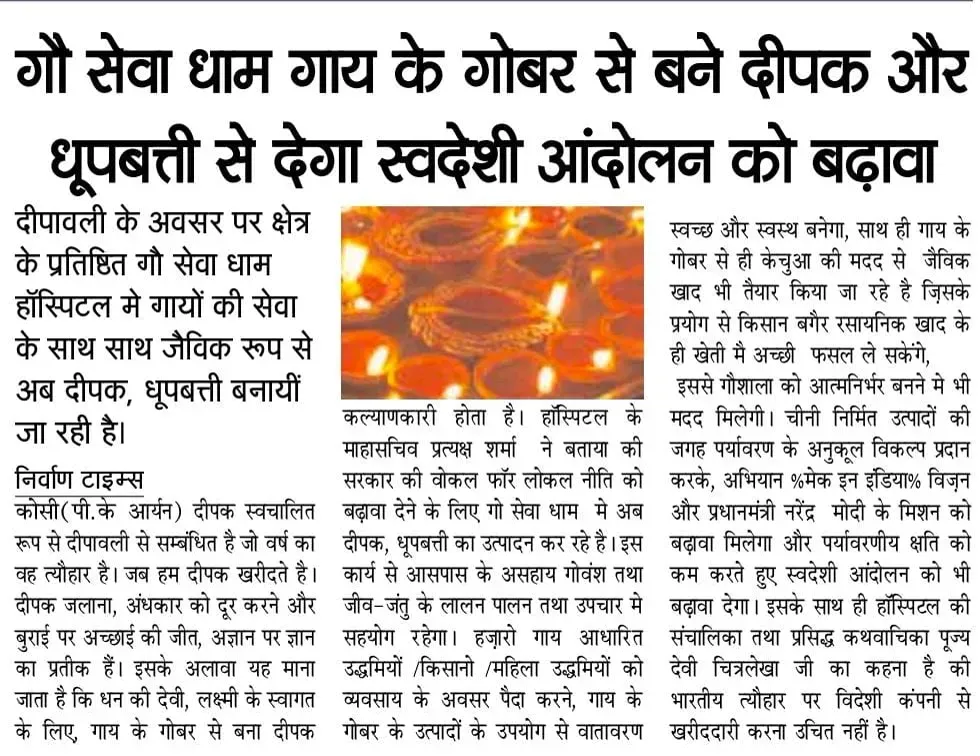 गौ सेवा धाम गाय के गोबर से बने दीपक और
धूपबत्ती से देगा स्वदेशी आंदोलन को बढ़ावा
दीपावली के अवसर पर क्षेत्र
के प्रतिष्ठित गौ सेवा धाम
हॉस्पिटल मे गायों की सेवा
के साथ साथ जैविक रूप से
अब दीपक, धूपबत्ती बनायीं
जा रही है।
निर्वाण टाइम्स
कोसी(पी.के आर्यन) दीपक स्वचालित
रूप से दीपावली से सम्बंधित है जो वर्ष का
वह त्यौहार है। जब हम दीपक खरीदते है।
दीपक जलाना, अंधकार को दूर करने और
बुराई पर अच्छाई की जीत, अज्ञान पर ज्ञान
का प्रतीक हैं। इसके अलावा यह माना
जाता है कि धन की देवी, लक्ष्मी के स्वागत
के लिए, गाय के गोबर से बना दीपक
कल्याणकारी होता है। हॉस्पिटल के
माहासचिव प्रत्यक्ष शर्मा ने बताया की
सरकार की वोकल फॉर लोकल नीति को
बढ़ावा देने के लिए गो सेवा धाम मे अब
दीपक, धूपबत्ती का उत्पादन कर रहे है। इस
कार्य से आसपास के असहाय गोवंश तथा
जीव-जंतु के लालन पालन तथा उपचार मे
सहयोग रहेगा। हज़ारो गाय आधारित
उद्धमियों /किसानो /महिला उद्धमियों को
व्यवसाय के अवसर पैदा करने, गाय के
गोबर के उत्पादों के उपयोग से वातावरण
स्वच्छ और स्वस्थ बनेगा, साथ ही गाय के
गोबर से ही केचुआ की मदद से जैविक
खाद भी तैयार किया जा रहे है जि़सके
प्रयोग से किसान बगैर रसायनिक खाद के
ही खेती मै अच्छी फसल ले सकेंगे,
इससे गौशाला को आत्मनिर्भर बनने मे भी
मदद मिलेगी। चीनी निर्मित उत्पादों की
जगह पर्यावरण के अनुकूल विकल्प प्रदान
करके, अभियान %मेक इन इंडिया% विज़न
और प्रधानमंत्री नरेंद्र मोदी के मिशन को
बढ़ावा मिलेगा और पर्यावरणीय क्षति को
कम करते हुए स्वदेशी आंदोलन को भी
बढ़ावा देगा। इसके साथ ही हॉस्पिटल की
संचालिका तथा प्रसिद्ध कथवाचिका पूज्य
देवी चित्रलेखा जी का कहना है की
भारतीय त्यौहार पर विदेशी कंपनी से
खरीददारी करना उचित नहीं है।